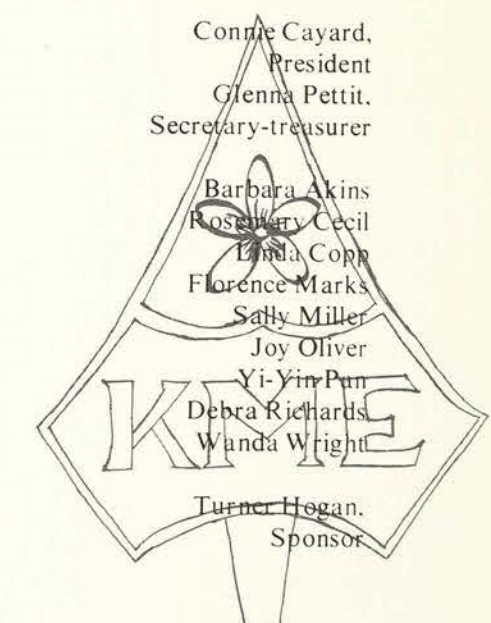 Connie Cayard,
President
Glenna Pettit,
Secretary-treasurer
Barbara Akins
Rosemary Cecil
Linda Copp
Florence Marks
Sally Miller
Joy Oliver
Yi-Yin Pan
Debra Richards
Wanda Wright
KME
Turner Hogan,
Sponsor